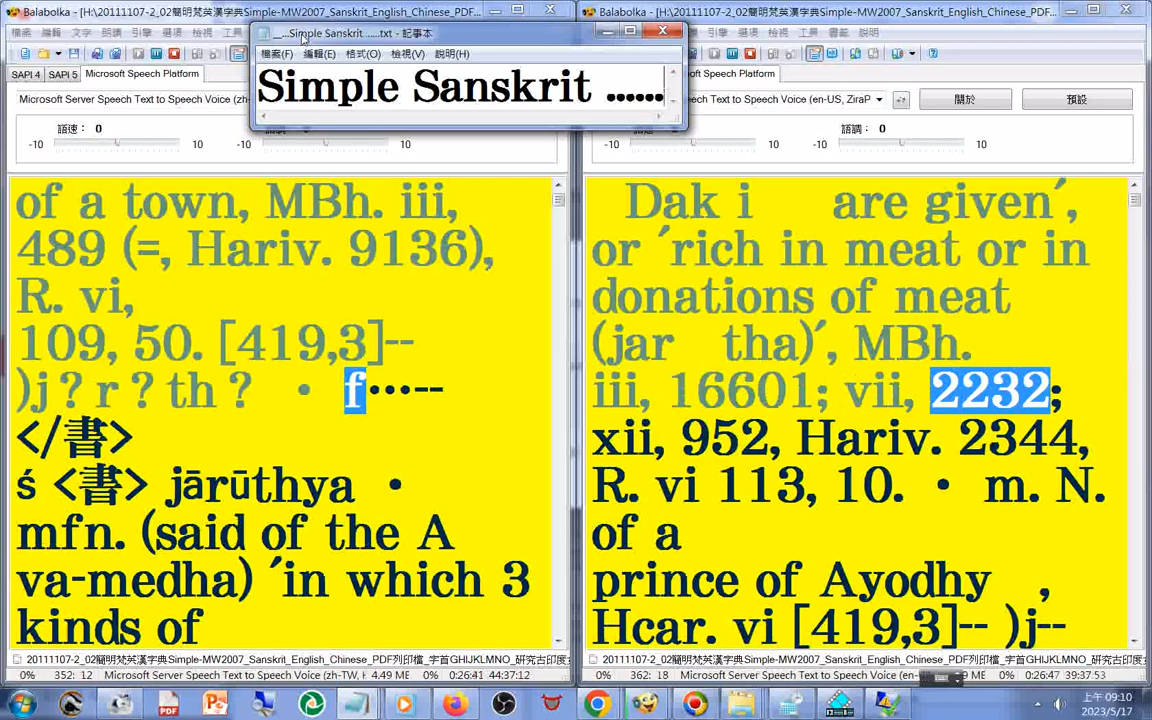 Balabolka - [H:\20111107-2_02簡明梵英漢字典Simple-MW2007_Sanskrit_English_Chinese_PDF...
Balabolka - [H:\20111107-2_02簡明梵英漢字典Simple-MW2007_Sanskrit_English_Chinese_PDF...
__...Simple Sanskrit ......txt - 記事本
檔案(F) 編輯(E) 格式(O) 檢視(V) 說明(H)
Simple Sanskrit ......
SAPI 4 SAPI 5 Microsoft Speech Platform
Microsoft Server Speech Text to Speech Voice (zh-
語速： 0
-10 10 10
of a town, MBh. iii,
489 (=, Hariv. 9136),
R. vi,
109, 50. [419,3]--
)j ? r ? th ? • f•••--
</書>
ś <書> jārūthya •
mfn. (said of the A
va-medha) ´in which 3
kinds of
20111107-2_02簡明梵英漢字典Simple-MW2007_Sanskrit_English_Chinese_PDF列印檔_字首GHIJKLMNO_研究古印度
0% 352: 12 Microsoft Server Speech Text to Speech Voice (zh-TW, 4.49 ME 0% 0:26:41 44:37:12
ft Speech Platform
ech Text to Speech Voice (en-US, ZiraP
關於 預設
語調： 0
-10 10 -10 10
Dak i are given´,
or ´rich in meat or in
donations of meat
(jar tha)´, MBh.
iii, 16601; vii, 2232;
xii, 952, Hariv. 2344,
R. vi 113, 10. • m. N.
of a
prince of Ayodhy ,
Hcar. vi [419,3]-- )j--
20111107-2_02簡明梵英漢字典Simple-MW2007_Sanskrit_English_Chinese_PDF列印檔_字首GHIJKLMNO_研究古印度
0% 362: 18 Microsoft Server Speech Text to Speech Voice ME 0% 0:26:47 39:37:53
上午 09:10
2023/5/17